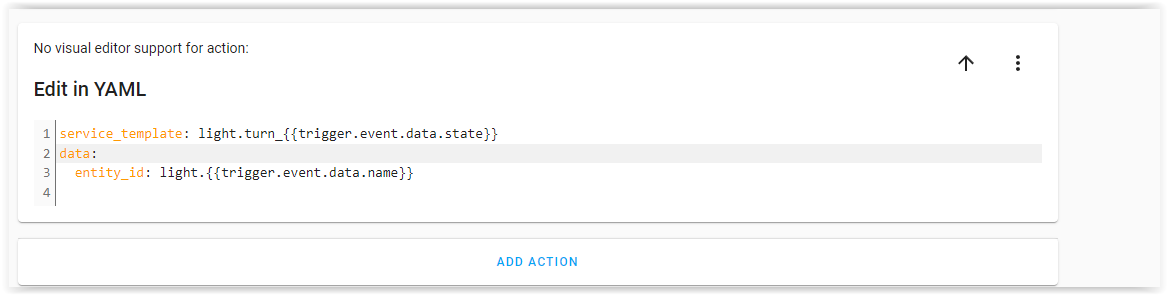 No visual editor support for action:
Edit in YAML
1 service_template: light.turn_{{trigger.event.data.state}}
2 data:
3   entity_id: light.{{trigger.event.data.name}}
4
ADD ACTION